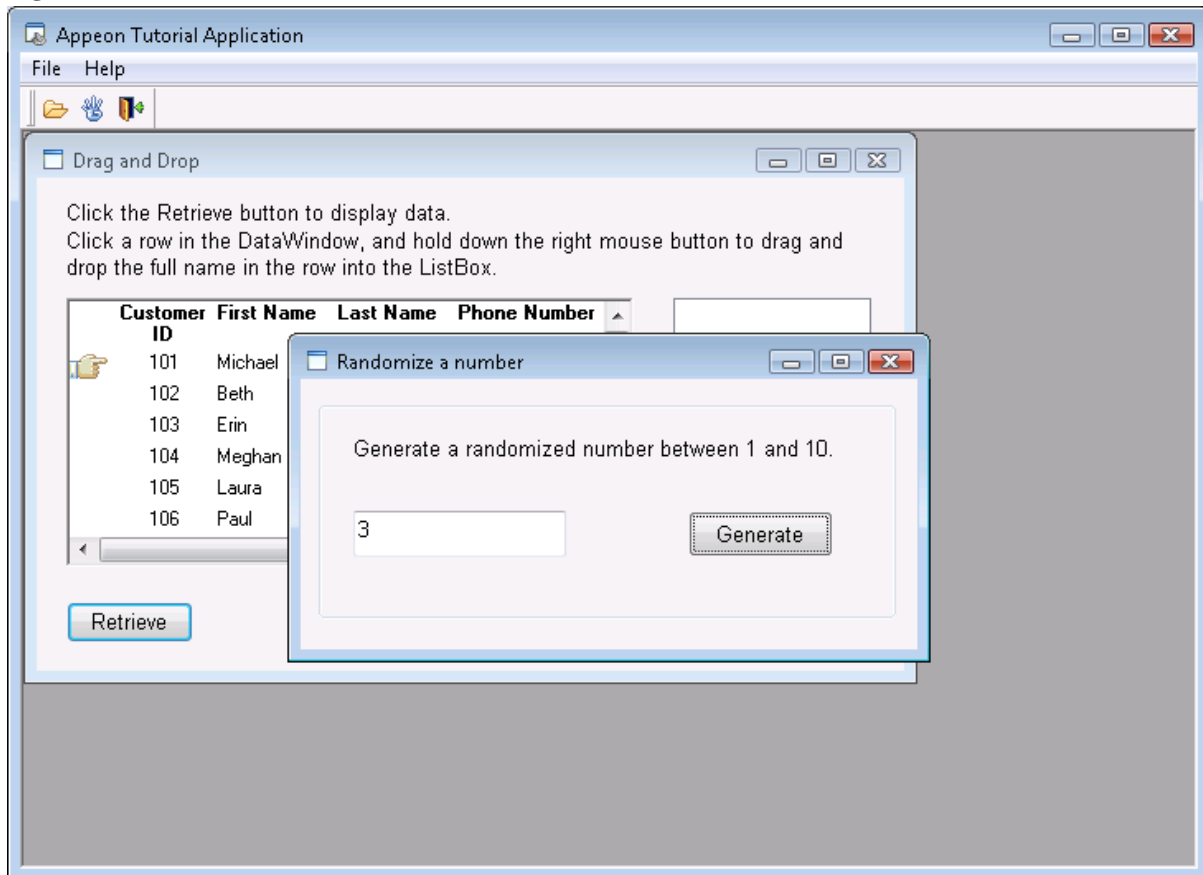 Appeon Tutorial Application
File Help
Drag and Drop
Click the Retrieve button to display data.
Click a row in the DataWindow, and hold down the right mouse button to drag and
drop the full name in the row into the ListBox.
Customer First Name Last Name Phone Number
ID
101 Michael
102 Beth
103 Erin
104 Meghan
105 Laura
106 Paul
Retrieve
Randomize a number
Generate a randomized number between 1 and 10.
3 Generate